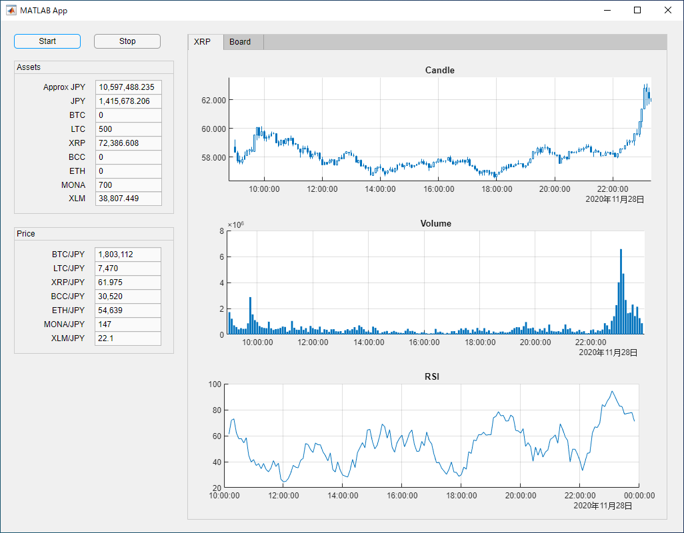 MATLAB App
Start Stop
Assets
Approx JPY 10,597,488.235
JPY 1,415,678.206
BTC 0
LTC 500
XRP 72,386.608
BCC 0
ETH 0
MONA 700
XLM 38,807.449
Price
BTC/JPY 1,803,112
LTC/JPY 7,470
XRP/JPY 61.975
BCC/JPY 30,520
ETH/JPY 54,639
MONA/JPY 147
XLM/JPY 22.1
XRP Board
Candle
62.000
60.000
58.000
10:00:00 12:00:00 14:00:00 16:00:00 18:00:00 20:00:00 22:00:00
2020年11月28日
×10⁶
Volume
8
6
4
2
0
10:00:00 12:00:00 14:00:00 16:00:00 18:00:00 20:00:00 22:00:00
2020年11月28日
RSI
100
80
60
40
20
10:00:00 12:00:00 14:00:00 16:00:00 18:00:00 20:00:00 22:00:00 00:00:00
2020年11月28日